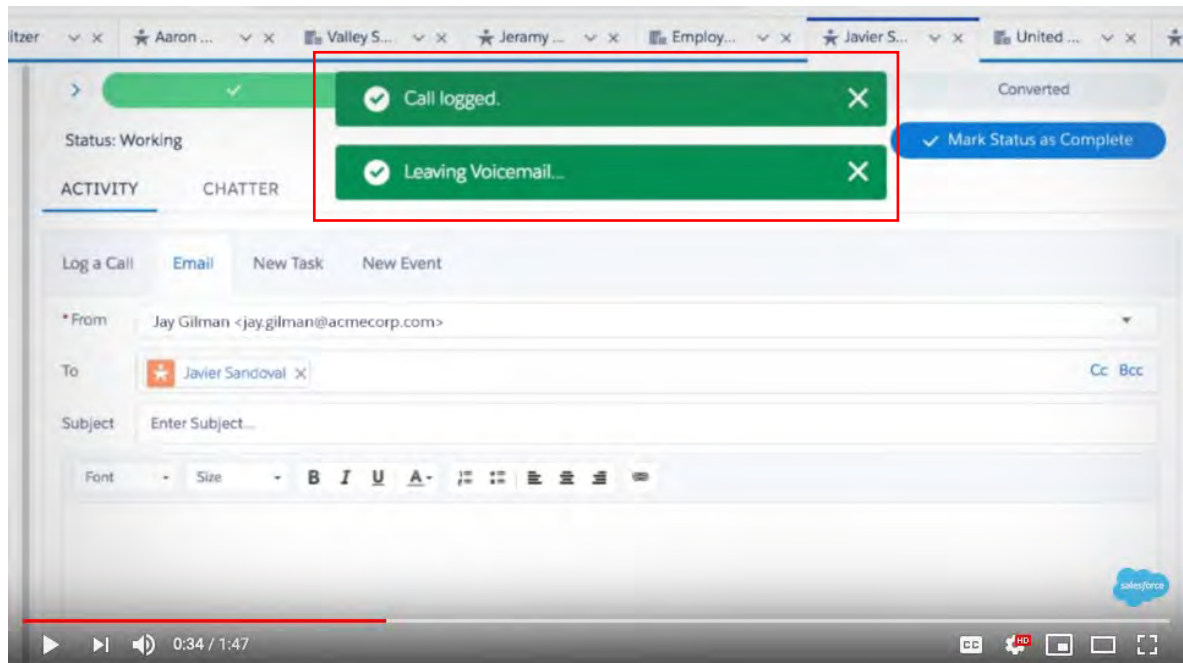 itzer Aaron ... Valley S... Jeramy ... Employ... Javier S... United ...
Call logged. Converted
Status: Working Mark Status as Complete
Leaving Voicemail...
ACTIVITY CHATTER
Log a Call Email New Task New Event
*From Jay Gilman <jay.gilman@acmecorp.com>
To Javier Sandoval Cc Bcc
Subject Enter Subject...
Font Size B I U A
salesforce
0:34 / 1:47 CC HD